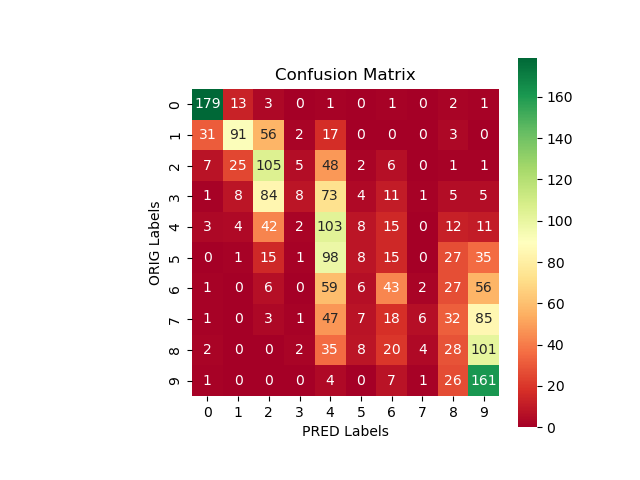 Confusion Matrix
0 179 13 3 0 1 0 1 0 2 1
1 31 91 56 2 17 0 0 0 3 0
2 7 25 105 5 48 2 6 0 1 1
3 1 8 84 8 73 4 11 1 5 5
4 3 4 42 2 103 8 15 0 12 11
5 0 1 15 1 98 8 15 0 27 35
6 1 0 6 0 59 6 43 2 27 56
7 1 0 3 1 47 7 18 6 32 85
8 2 0 0 2 35 8 20 4 28 101
9 1 0 0 0 4 0 7 1 26 161
0 1 2 3 4 5 6 7 8 9
PRED Labels
ORIG Labels
160
140
120
100
80
60
40
20
0